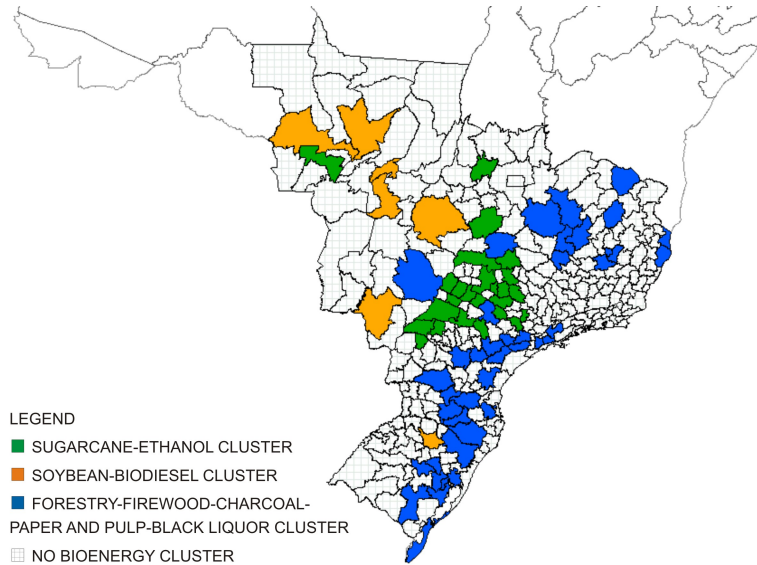 LEGEND
SUGARCANE-ETHANOL CLUSTER
SOYBEAN-BIODIESEL CLUSTER
FORESTRY-FIREWOOD-CHARCOAL-
PAPER AND PULP-BLACK LIQUOR CLUSTER
NO BIOENERGY CLUSTER